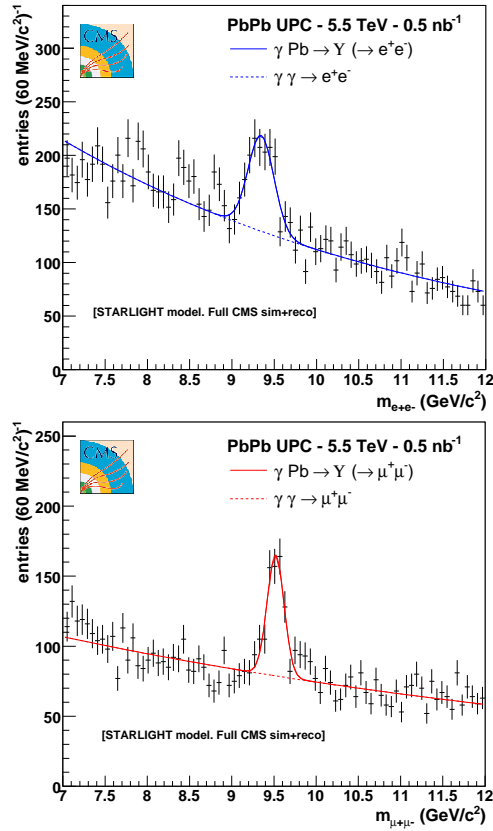 PbPb UPC - 5.5 TeV - 0.5 nb⁻¹
CMS
γ Pb → Υ (→ e⁺e⁻)
γ γ → e⁺e⁻
entries (60 MeV/c²)⁻¹
300
250
200
150
100
50
0
[STARLIGHT model. Full CMS sim+reco]
7 7.5 8 8.5 9 9.5 10 10.5 11 11.5 12
m e+e- (GeV/c²)
PbPb UPC - 5.5 TeV - 0.5 nb⁻¹
CMS
γ Pb → Υ (→ μ⁺μ⁻)
γ γ → μ⁺μ⁻
entries (60 MeV/c²)⁻¹
250
200
150
100
50
0
[STARLIGHT model. Full CMS sim+reco]
7 7.5 8 8.5 9 9.5 10 10.5 11 11.5 12
m μ+μ- (GeV/c²)